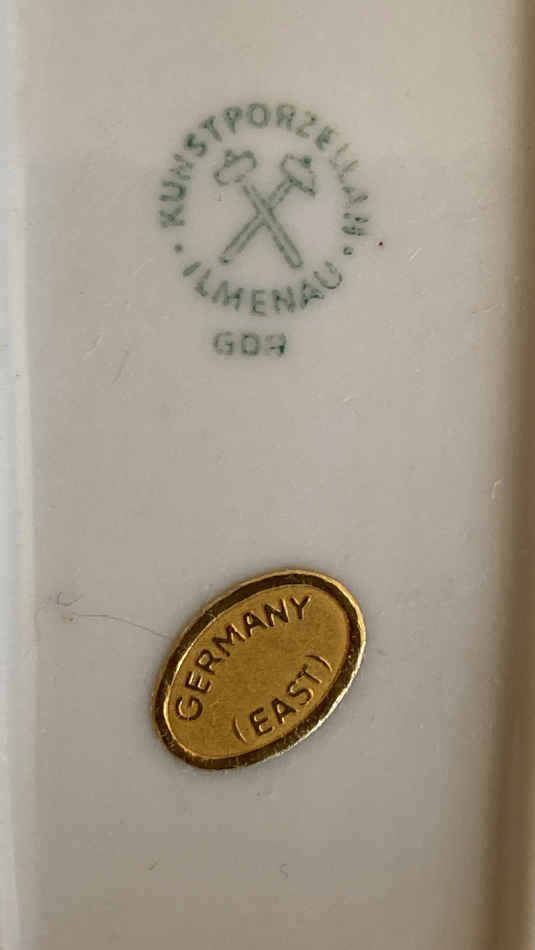 · KUNSTPORZELLAN ·
ILMENAU
GDR
GERMANY
(EAST)